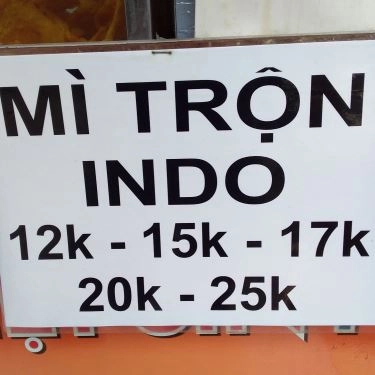 MÌ TRỘN
INDO
12k - 15k - 17k
20k - 25k